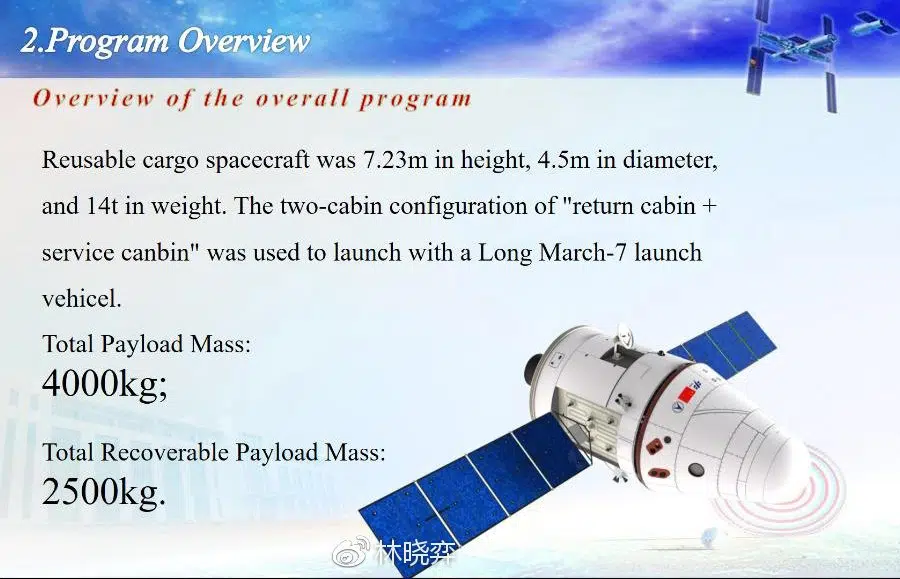 2.Program Overview
Overview of the overall program
Reusable cargo spacecraft was 7.23m in height, 4.5m in diameter,
and 14t in weight. The two-cabin configuration of "return cabin +
service canbin" was used to launch with a Long March-7 launch
vehicel.
Total Payload Mass:
4000kg;
Total Recoverable Payload Mass:
2500kg.
林晓弈